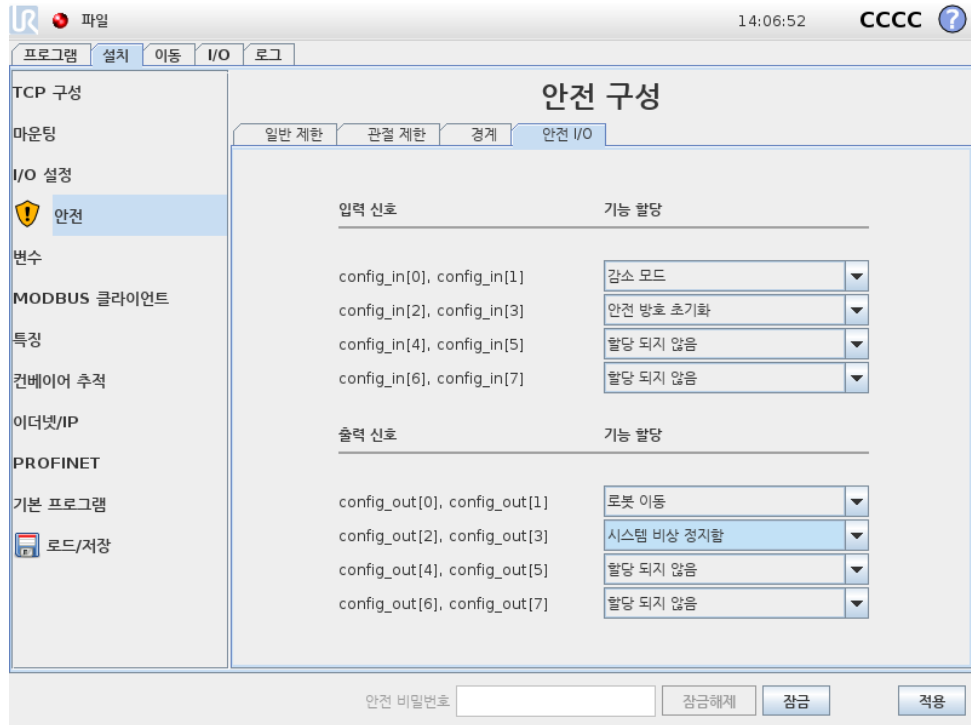 UR 파일 14:06:52 CCCC ?
프로그램 설치 이동 I/O 로그
TCP 구성
마운팅
I/O 설정
안전
변수
MODBUS 클라이언트
특징
컨베이어 추적
이더넷/IP
PROFINET
기본 프로그램
로드/저장
안전 구성
일반 제한 관절 제한 경계 안전 I/O
입력 신호 기능 할당
config_in[0], config_in[1] 감소 모드
config_in[2], config_in[3] 안전 방호 초기화
config_in[4], config_in[5] 할당 되지 않음
config_in[6], config_in[7] 할당 되지 않음
출력 신호 기능 할당
config_out[0], config_out[1] 로봇 이동
config_out[2], config_out[3] 시스템 비상 정지함
config_out[4], config_out[5] 할당 되지 않음
config_out[6], config_out[7] 할당 되지 않음
안전 비밀번호 잠금해제 잠금 적용